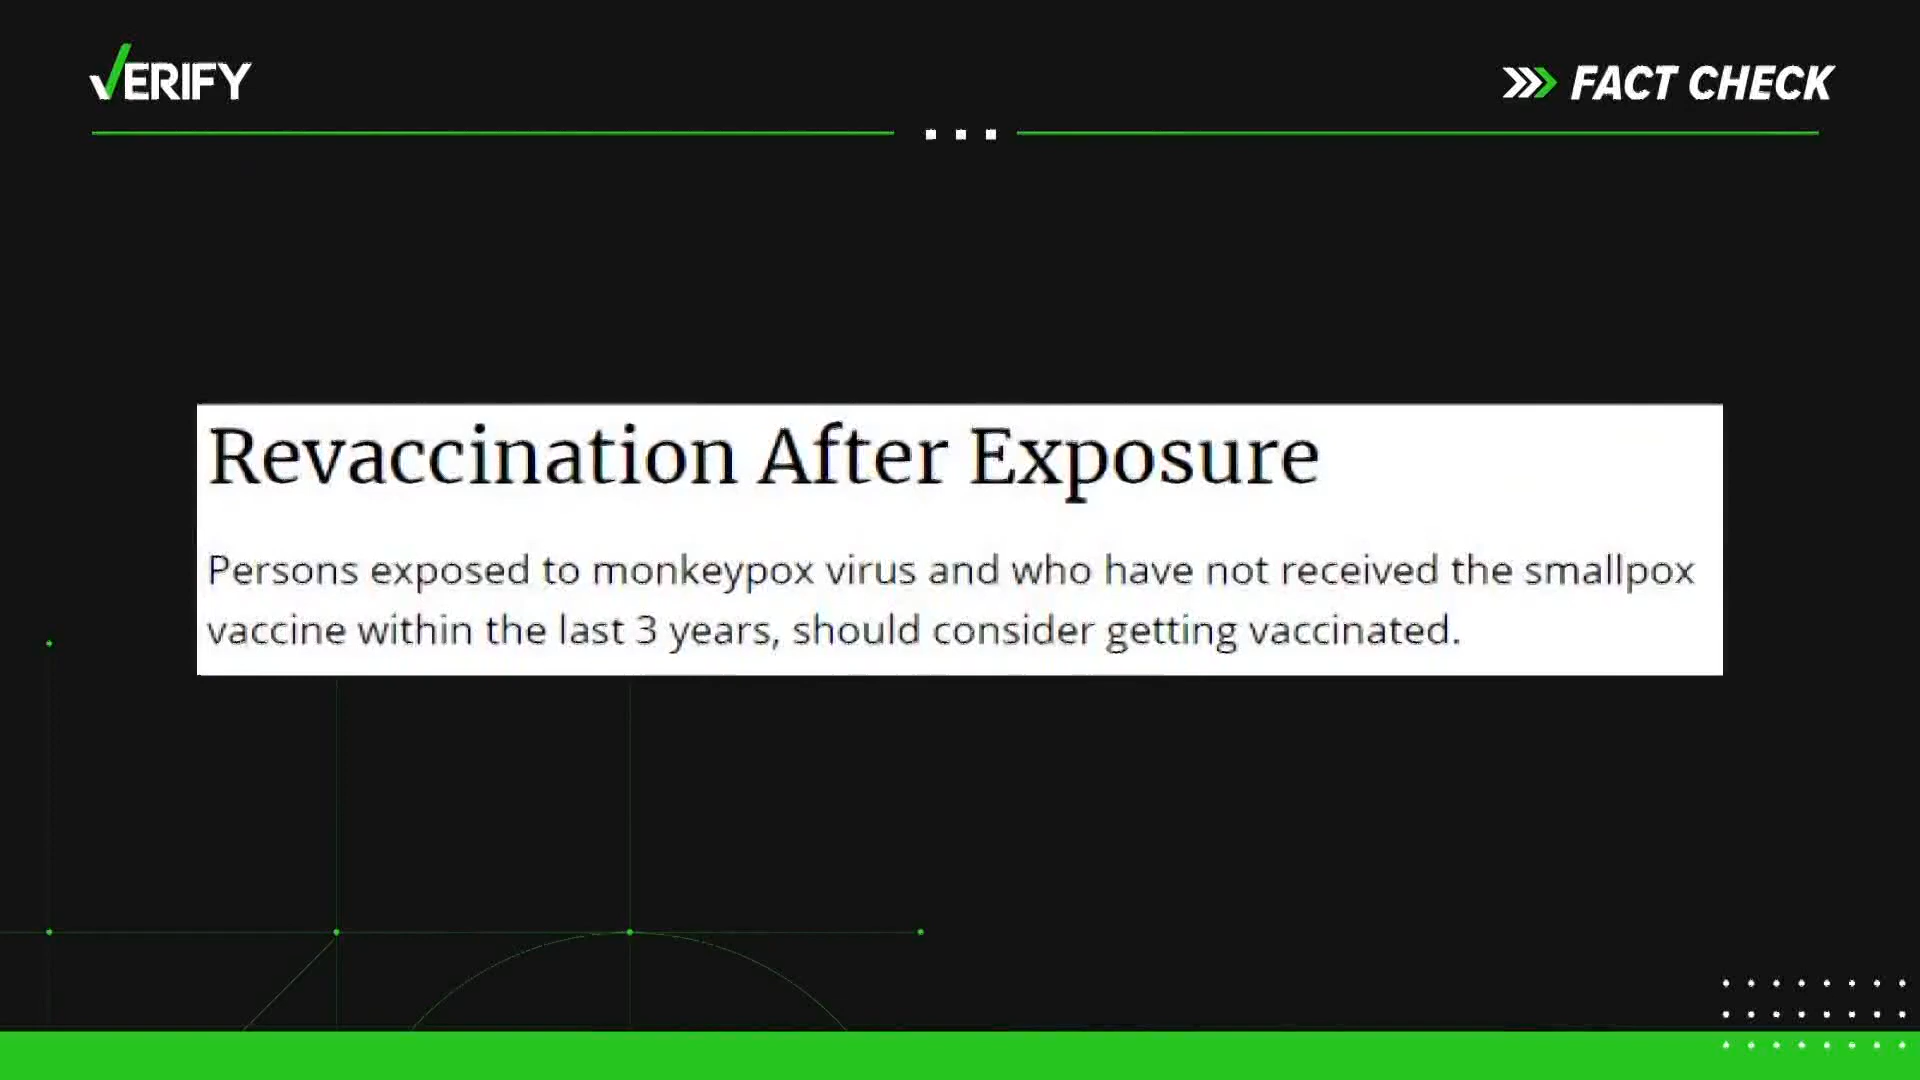 VERIFY
FACT CHECK
Revaccination After Exposure
Persons exposed to monkeypox virus and who have not received the smallpox
vaccine within the last 3 years, should consider getting vaccinated.